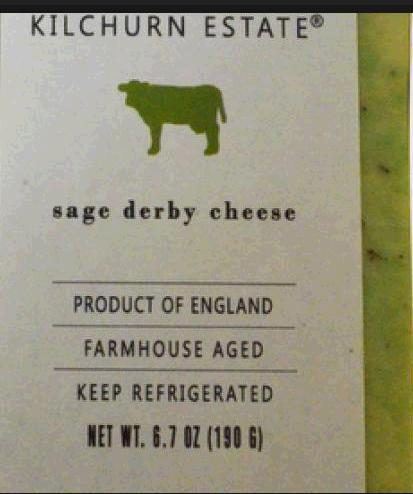 KILCHURN ESTATE®
sage derby cheese
PRODUCT OF ENGLAND
FARMHOUSE AGED
KEEP REFRIGERATED
NET WT. 6.7 OZ (190 G)